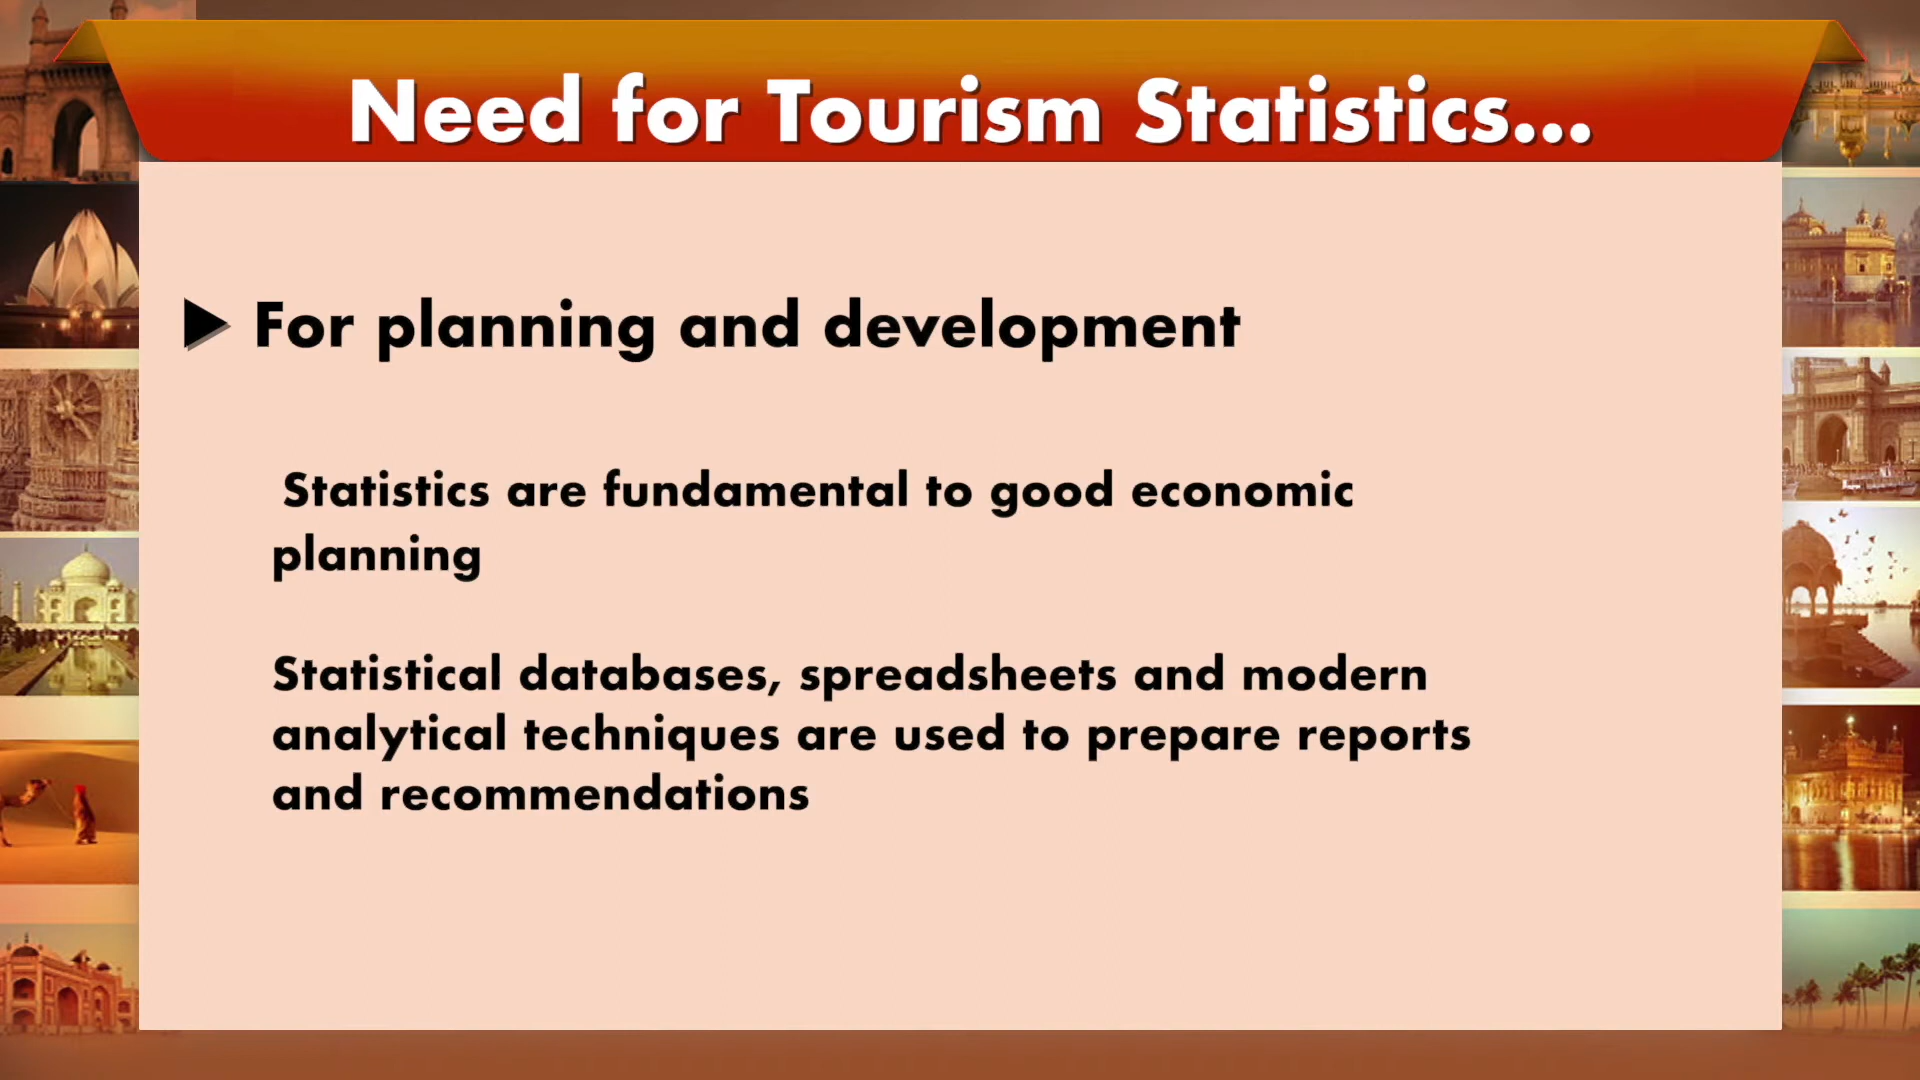 Need for Tourism Statistics...
For planning and development
Statistics are fundamental to good economic
planning
Statistical databases, spreadsheets and modern
analytical techniques are used to prepare reports
and recommendations